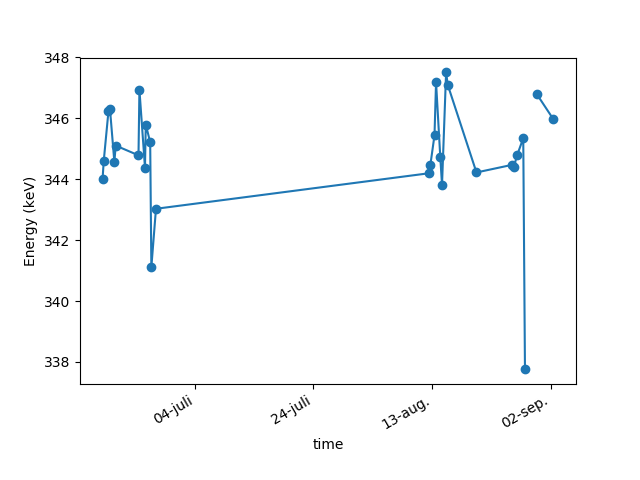 348
346
344
342
340
338
Energy (keV)
04-juli
24-juli
13-aug.
02-sep.
time